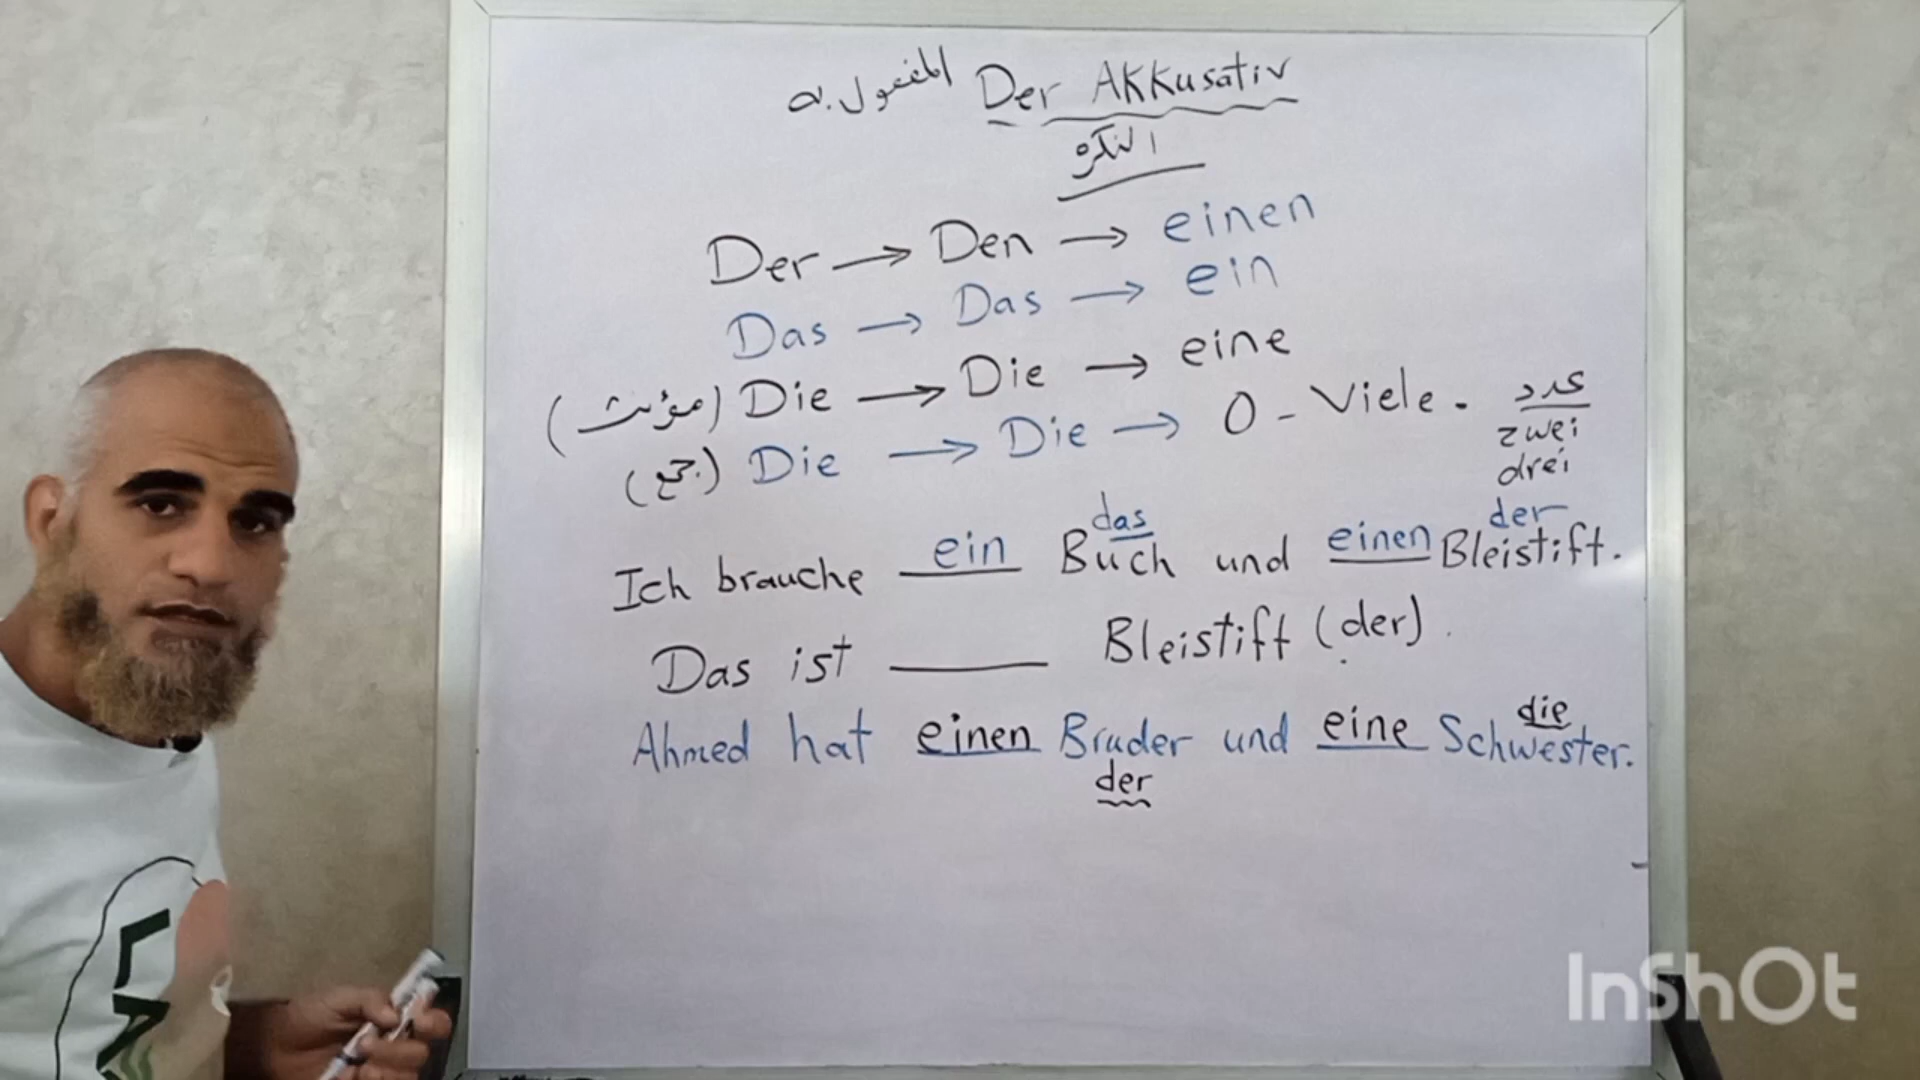 Der Akkusativ المفعول به
النكرة
Der → Den → einen
Das → Das → ein
(مؤنث) Die → Die → eine
(جمع) Die → Die → 0 - Viele . عدد
zwei
drei
das der
Ich brauche ein Buch und einen Bleistift.
Das ist ____ Bleistift (der).
die
Ahmed hat einen Bruder und eine Schwester.
der
InShOt